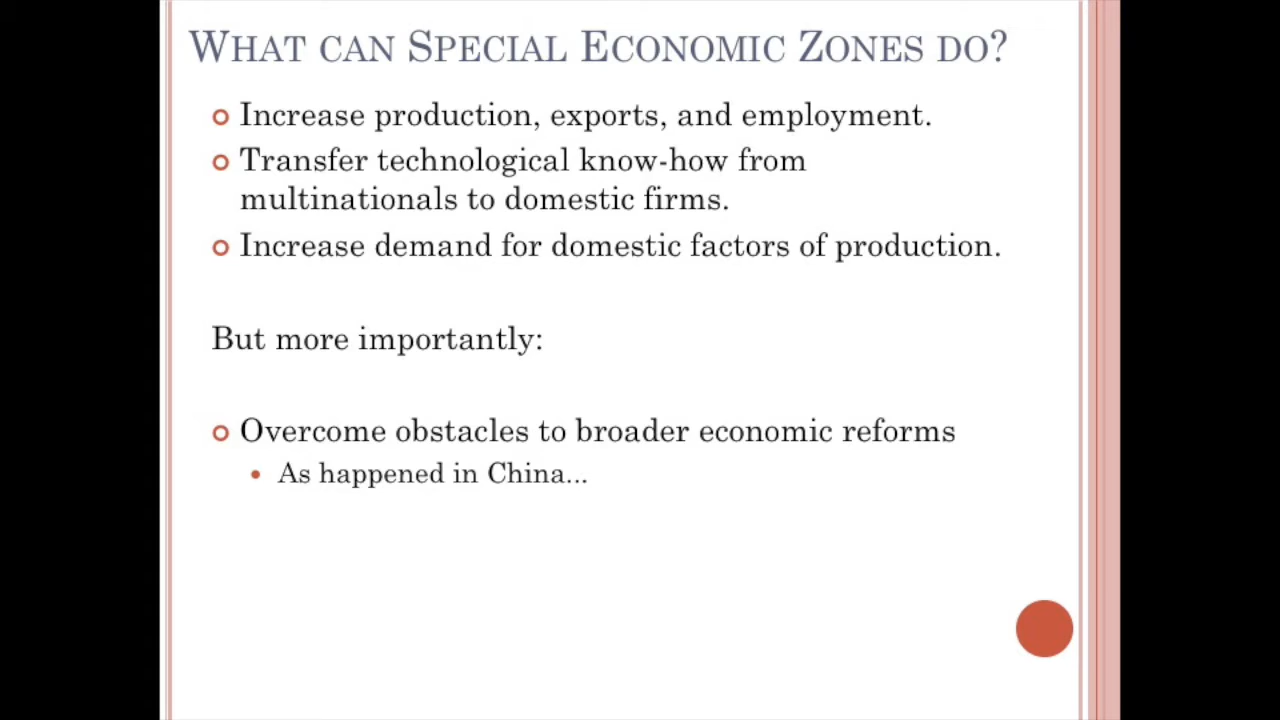 WHAT CAN SPECIAL ECONOMIC ZONES DO?
Increase production, exports, and employment.
Transfer technological know-how from
multinationals to domestic firms.
Increase demand for domestic factors of production.
But more importantly:
Overcome obstacles to broader economic reforms
As happened in China...